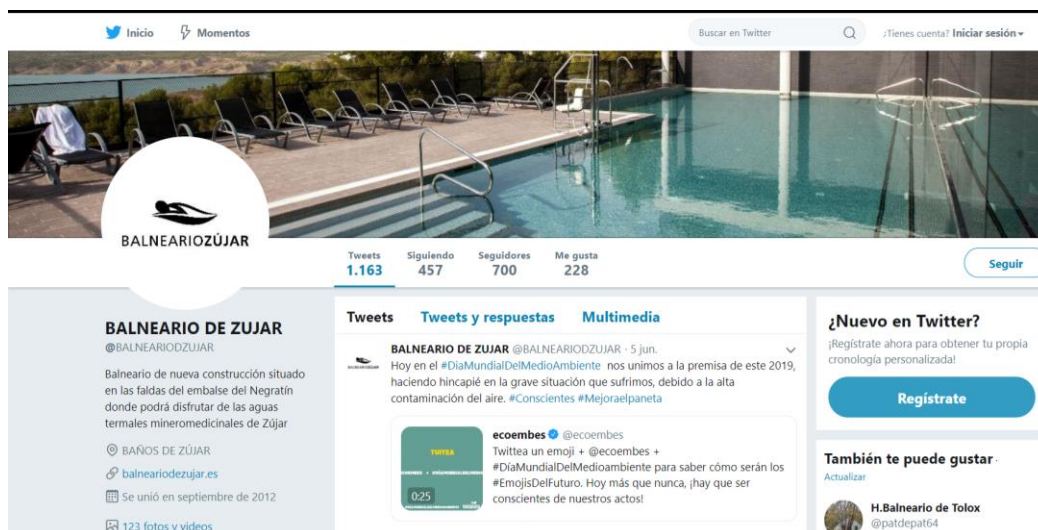 Inicio
Momentos
Buscar en Twitter
¿Tienes cuenta? Iniciar sesión
BALNEARIOZÚJAR
Tweets
1.163
Siguiendo
457
Seguidores
700
Me gusta
228
Seguir
BALNEARIO DE ZUJAR
@BALNEARIODZUJAR
Balneario de nueva construcción situado
en las faldas del embalse del Negratín
donde podrá disfrutar de las aguas
termales mineromedicinales de Zújar
BAÑOS DE ZÚJAR
balneariodezujar.es
Se unió en septiembre de 2012
123 fotos y videos
Tweets
Tweets y respuestas
Multimedia
BALNEARIO DE ZUJAR @BALNEARIODZUJAR · 5 jun.
Hoy en el #DiaMundialDelMedioAmbiente nos unimos a la premisa de este 2019,
haciendo hincapié en la grave situación que sufrimos, debido a la alta
contaminación del aire. #Conscientes #Mejoraelpaneta
TWITEA
0:25
ecoembes @ecoembes
Twittea un emoji + @ecoembes +
#DíaMundialDelMedioambiente para saber cómo serán los
#EmojisDelFuturo. Hoy más que nunca, ¡hay que ser
conscientes de nuestros actos!
¿Nuevo en Twitter?
¡Regístrate ahora para obtener tu propia
cronología personalizada!
Regístrate
También te puede gustar ·
Actualizar
H.Balneario de Tolox
@patdepat64